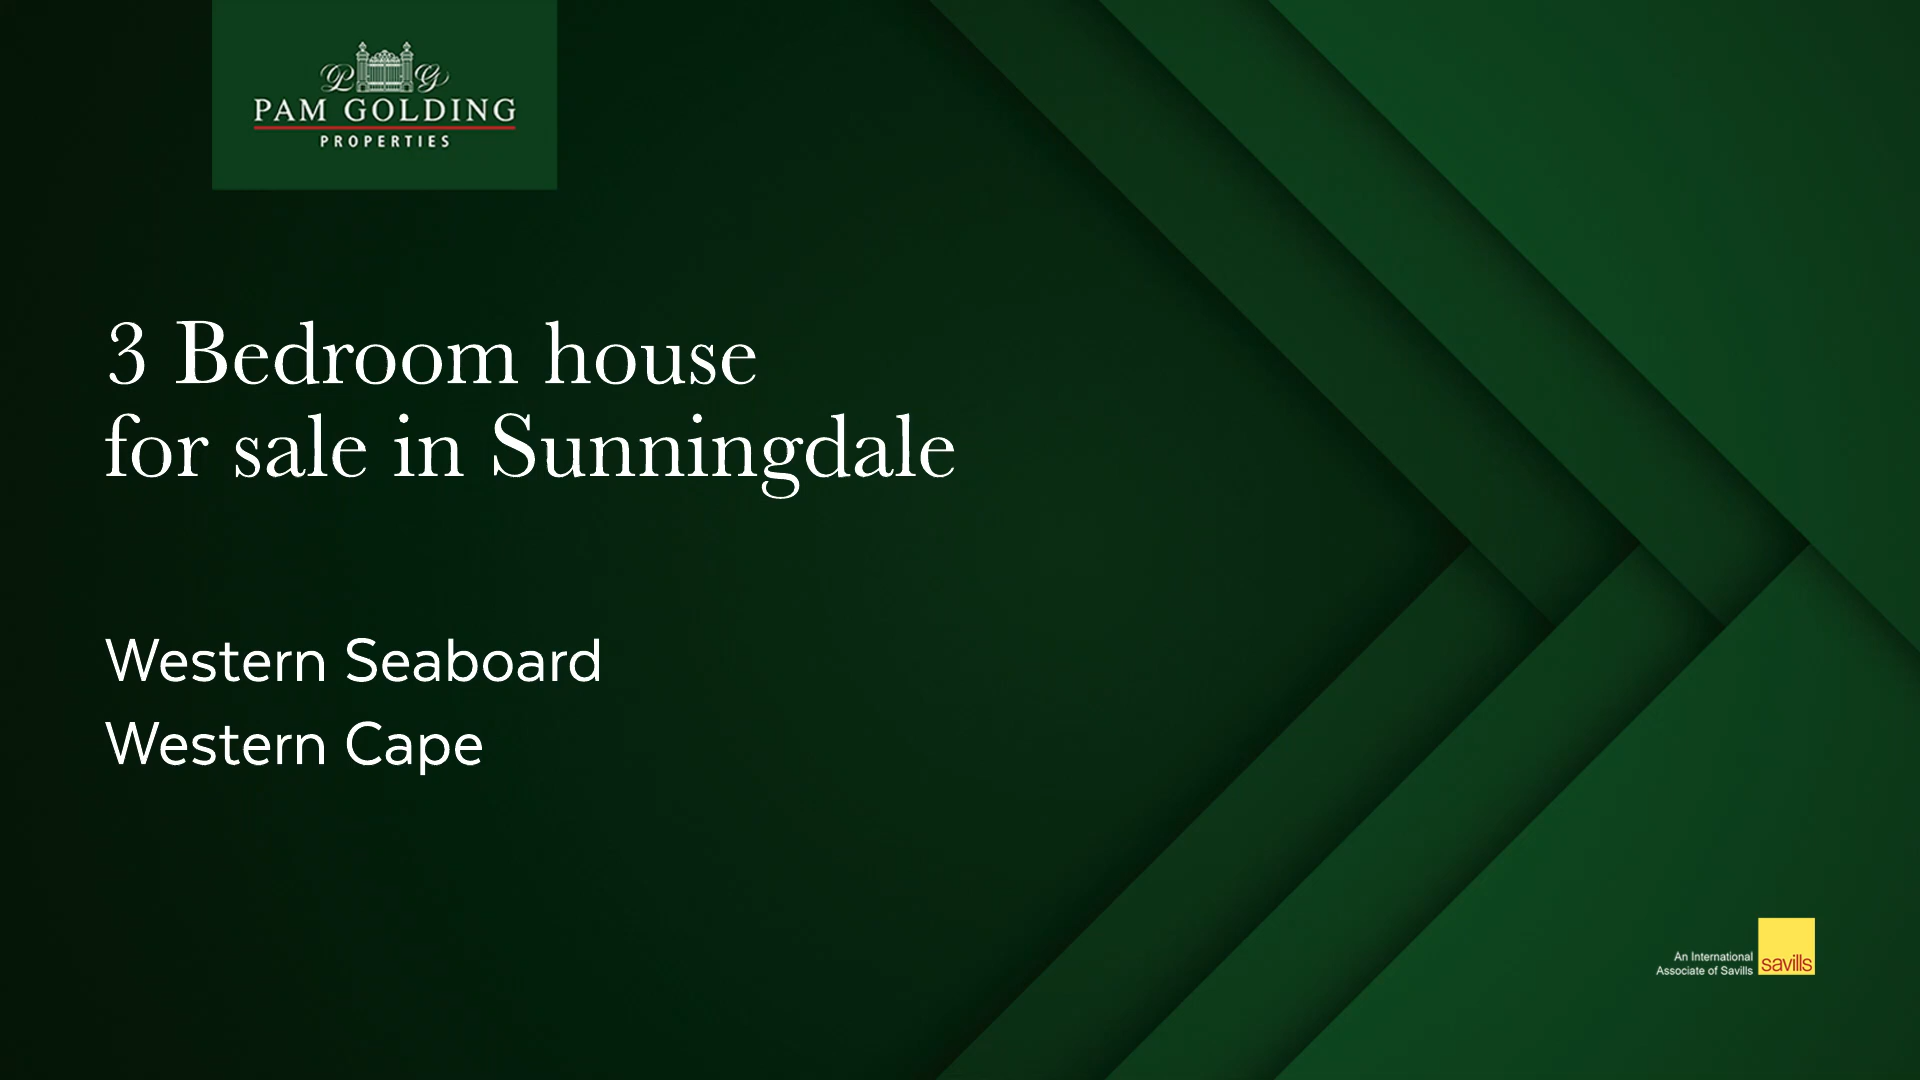 P G
PAM GOLDING
PROPERTIES
3 Bedroom house
for sale in Sunningdale
Western Seaboard
Western Cape
An International
Associate of Savills
savills